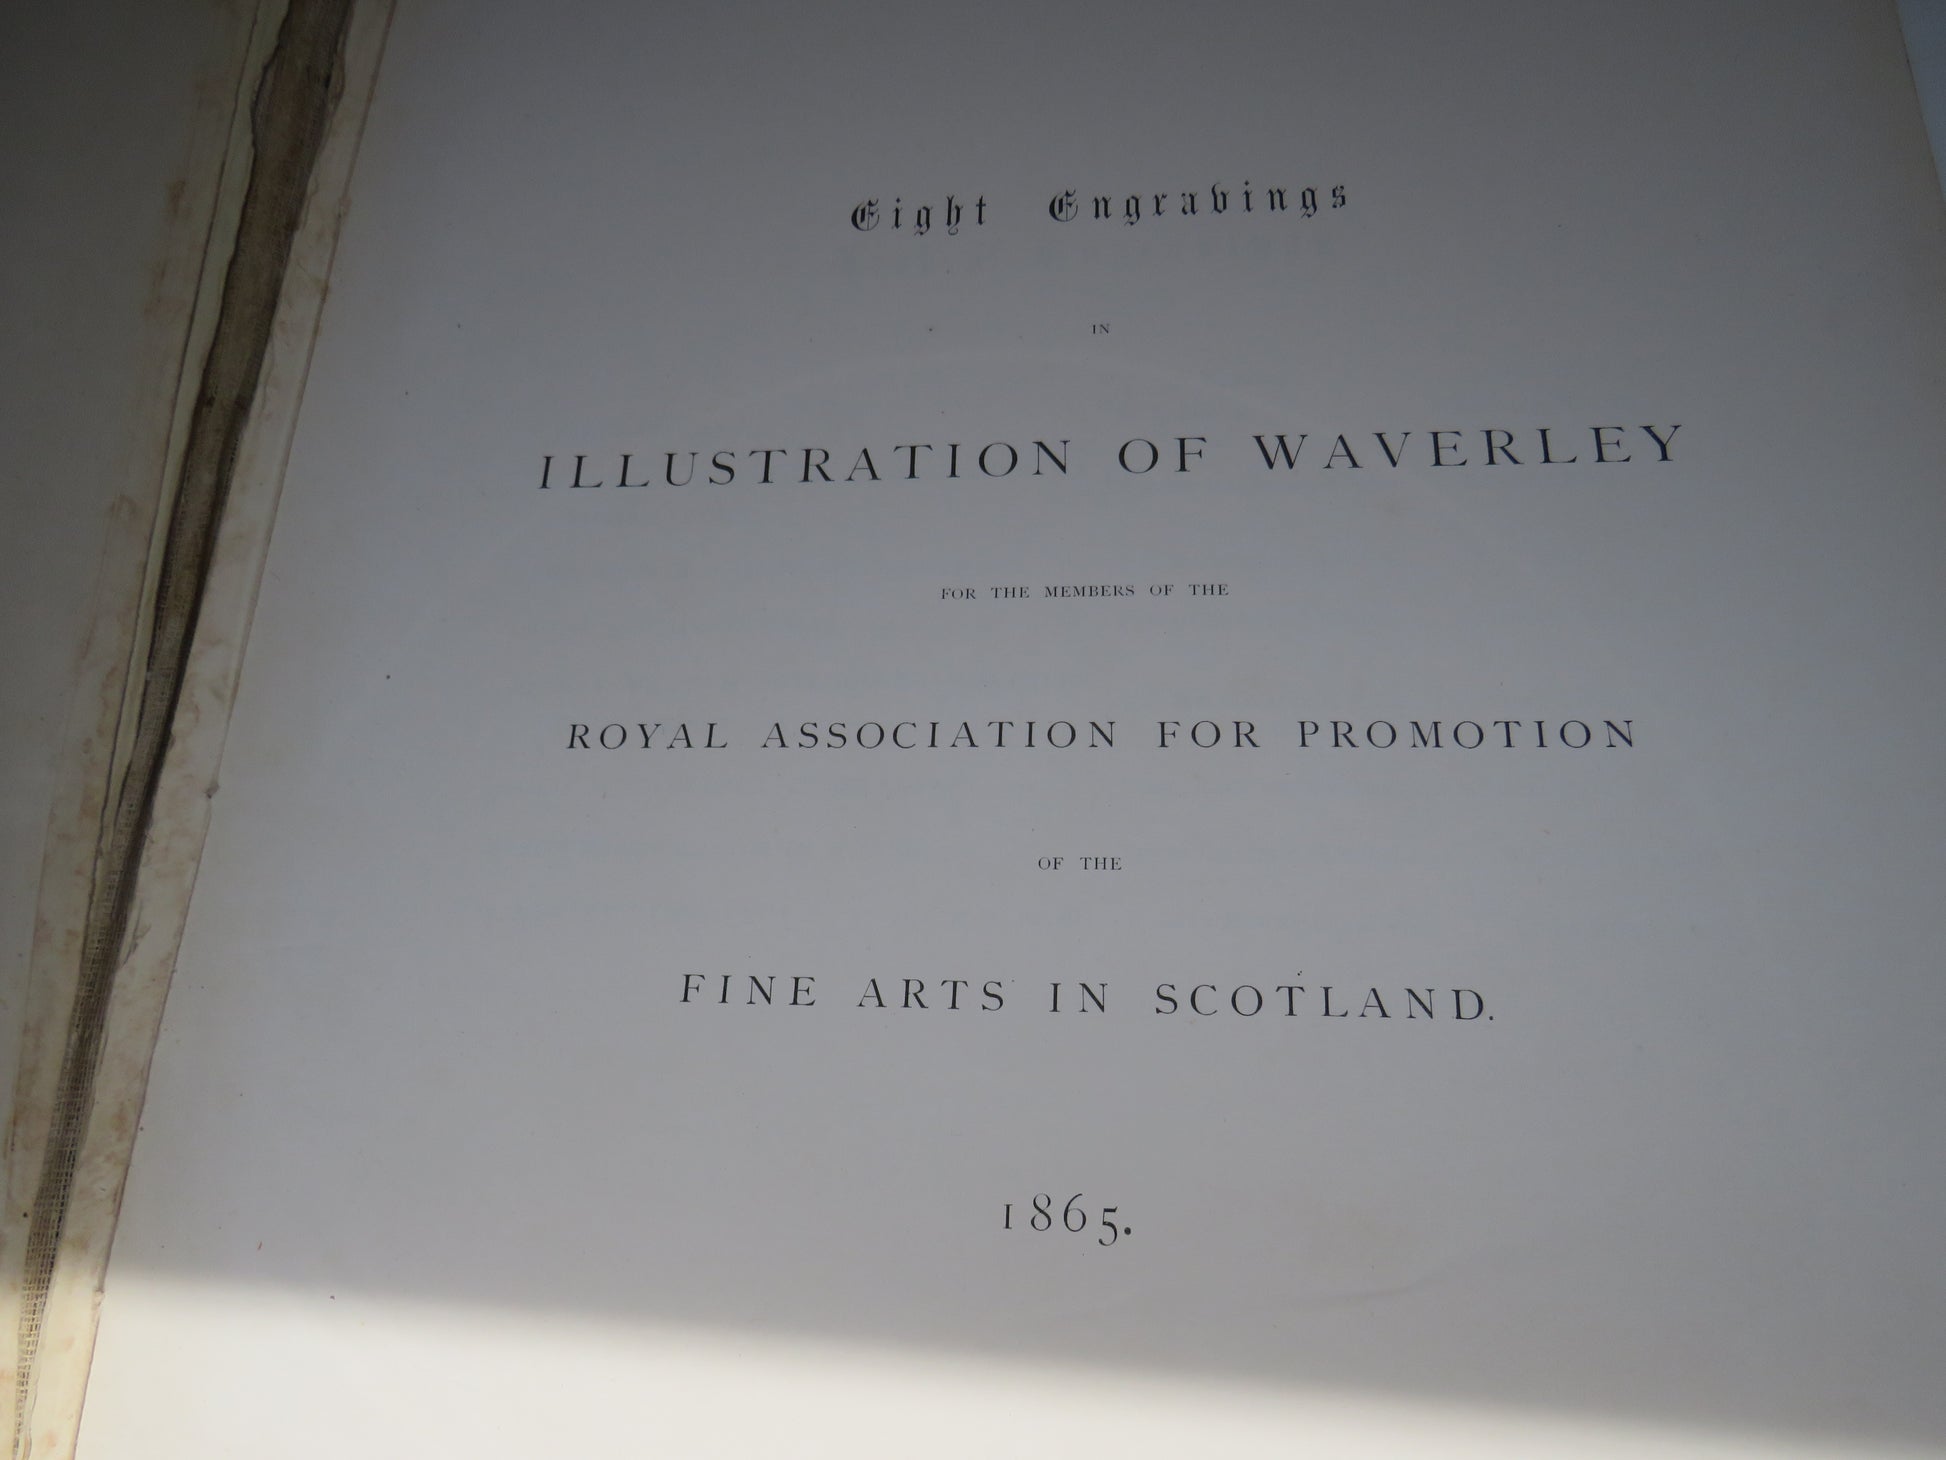 Eight Engravings
IN
ILLUSTRATION OF WAVERLEY
FOR THE MEMBERS OF THE
ROYAL ASSOCIATION FOR PROMOTION
OF THE
FINE ARTS IN SCOTLAND.
1865.